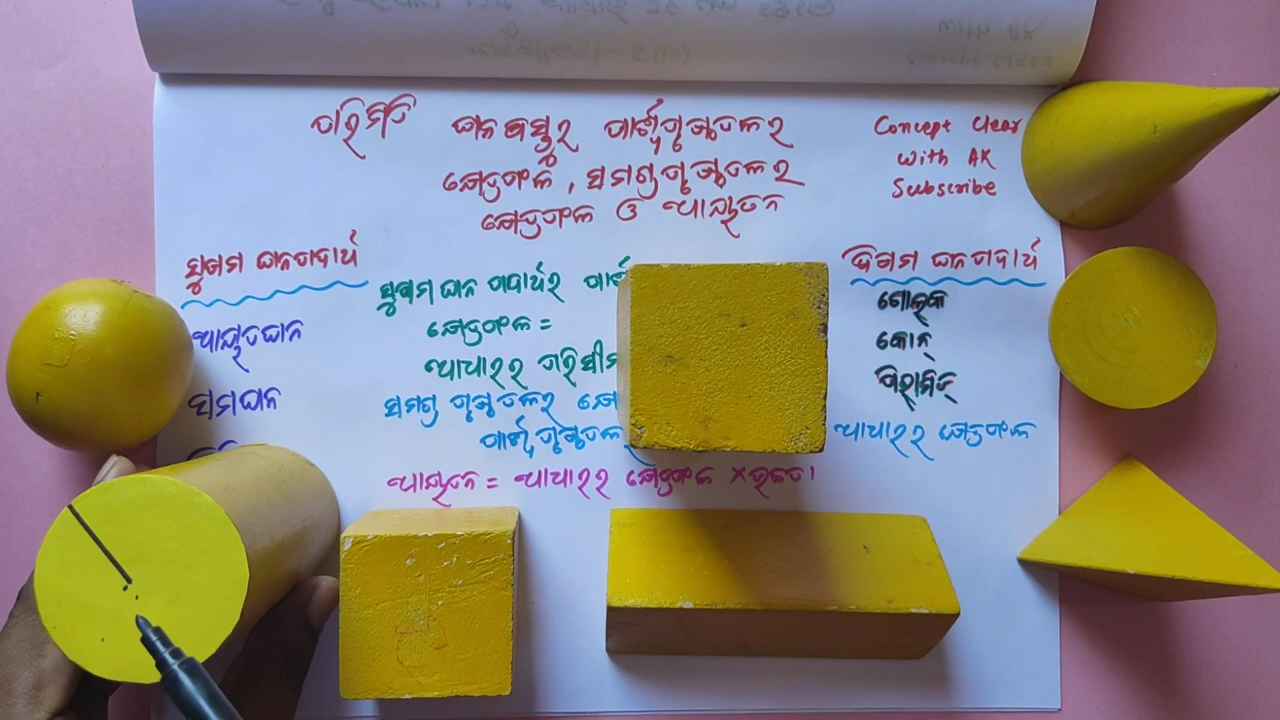 ପରିମିତି ଘନବସ୍ତୁର ପାର୍ଶ୍ୱପୃଷ୍ଠତଳର
କ୍ଷେତ୍ରଫଳ, ସମଗ୍ରପୃଷ୍ଠତଳର
କ୍ଷେତ୍ରଫଳ ଓ ଆୟତନ
Concept Clear
With AK
Subscribe
ସୁଷମ ଘନପଦାର୍ଥ
ଆୟତଘନ
ସମଘନ
ସୁଷମ ଘନ ପଦାର୍ଥର
କ୍ଷେତ୍ରଫଳ =
ଆଧାରର
ସମଗ୍ର ପୃଷ୍ଠତଳର
ପାର୍ଶ୍ୱପୃଷ୍ଠତଳର
ଆୟତନ = ଆଧାରର କ୍ଷେତ୍ରଫଳ × ଉଚ୍ଚତା
ବିଷମ ଘନପଦାର୍ଥ
ଗୋଲକ
କୋନ୍
ପିରାମିଡ୍
ଆଧାରର କ୍ଷେତ୍ରଫଳ